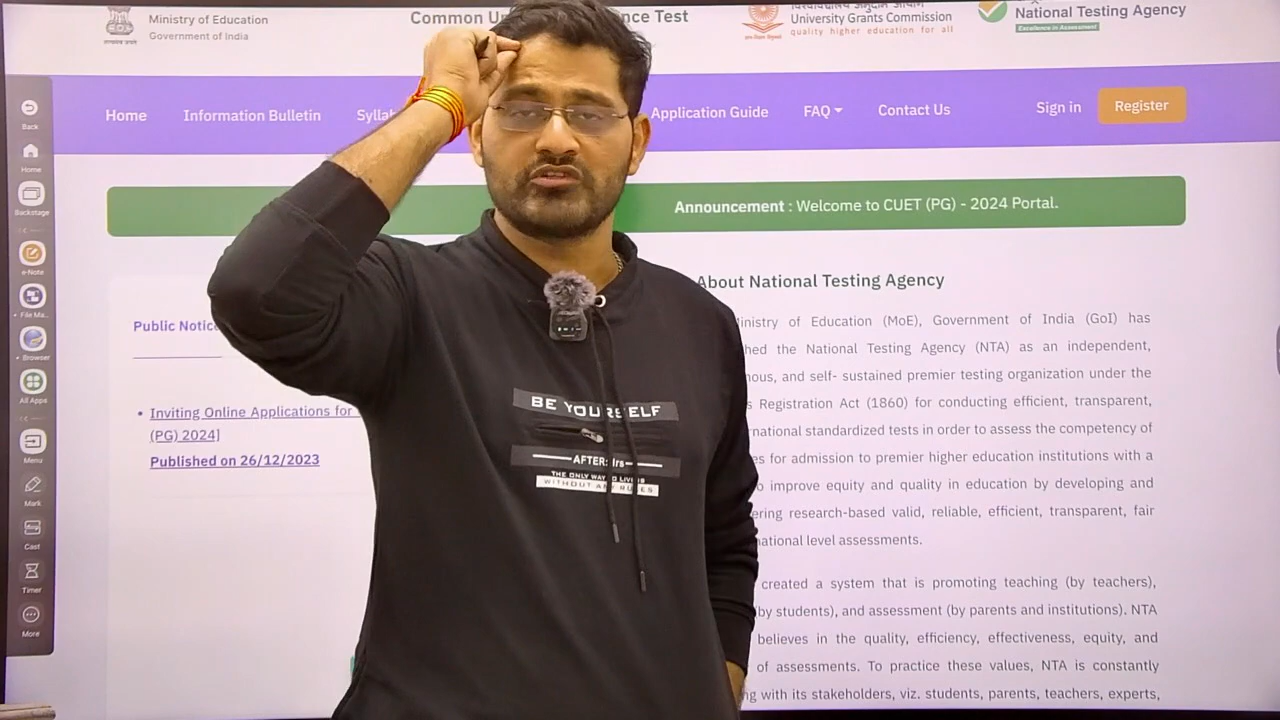 Ministry of Education
Government of India
Common nce Test
University Grants Commission
quality higher education for all
National Testing Agency
Excellence in Assessment
Home Information Bulletin Application Guide FAQ Contact Us Sign in Register
Announcement : Welcome to CUET (PG) - 2024 Portal.
Back
Home
Backstage
e-Note
File Ma..
Browser
All Apps
Menu
Mark
Cast
Timer
More
Public Notice
• Inviting Online Applications for
(PG) 2024]
Published on 26/12/2023
About National Testing Agency
inistry of Education (MoE), Government of India (GoI) has
hed the National Testing Agency (NTA) as an independent,
nous, and self- sustained premier testing organization under the
s Registration Act (1860) for conducting efficient, transparent,
rnational standardized tests in order to assess the competency of
es for admission to premier higher education institutions with a
o improve equity and quality in education by developing and
ering research-based valid, reliable, efficient, transparent, fair
national level assessments.
created a system that is promoting teaching (by teachers),
(by students), and assessment (by parents and institutions). NTA
believes in the quality, efficiency, effectiveness, equity, and
of assessments. To practice these values, NTA is constantly
ng with its stakeholders, viz. students, parents, teachers, experts,
BE YOURSELF
AFTER
THE ONLY WAY
WITHOUT RULES